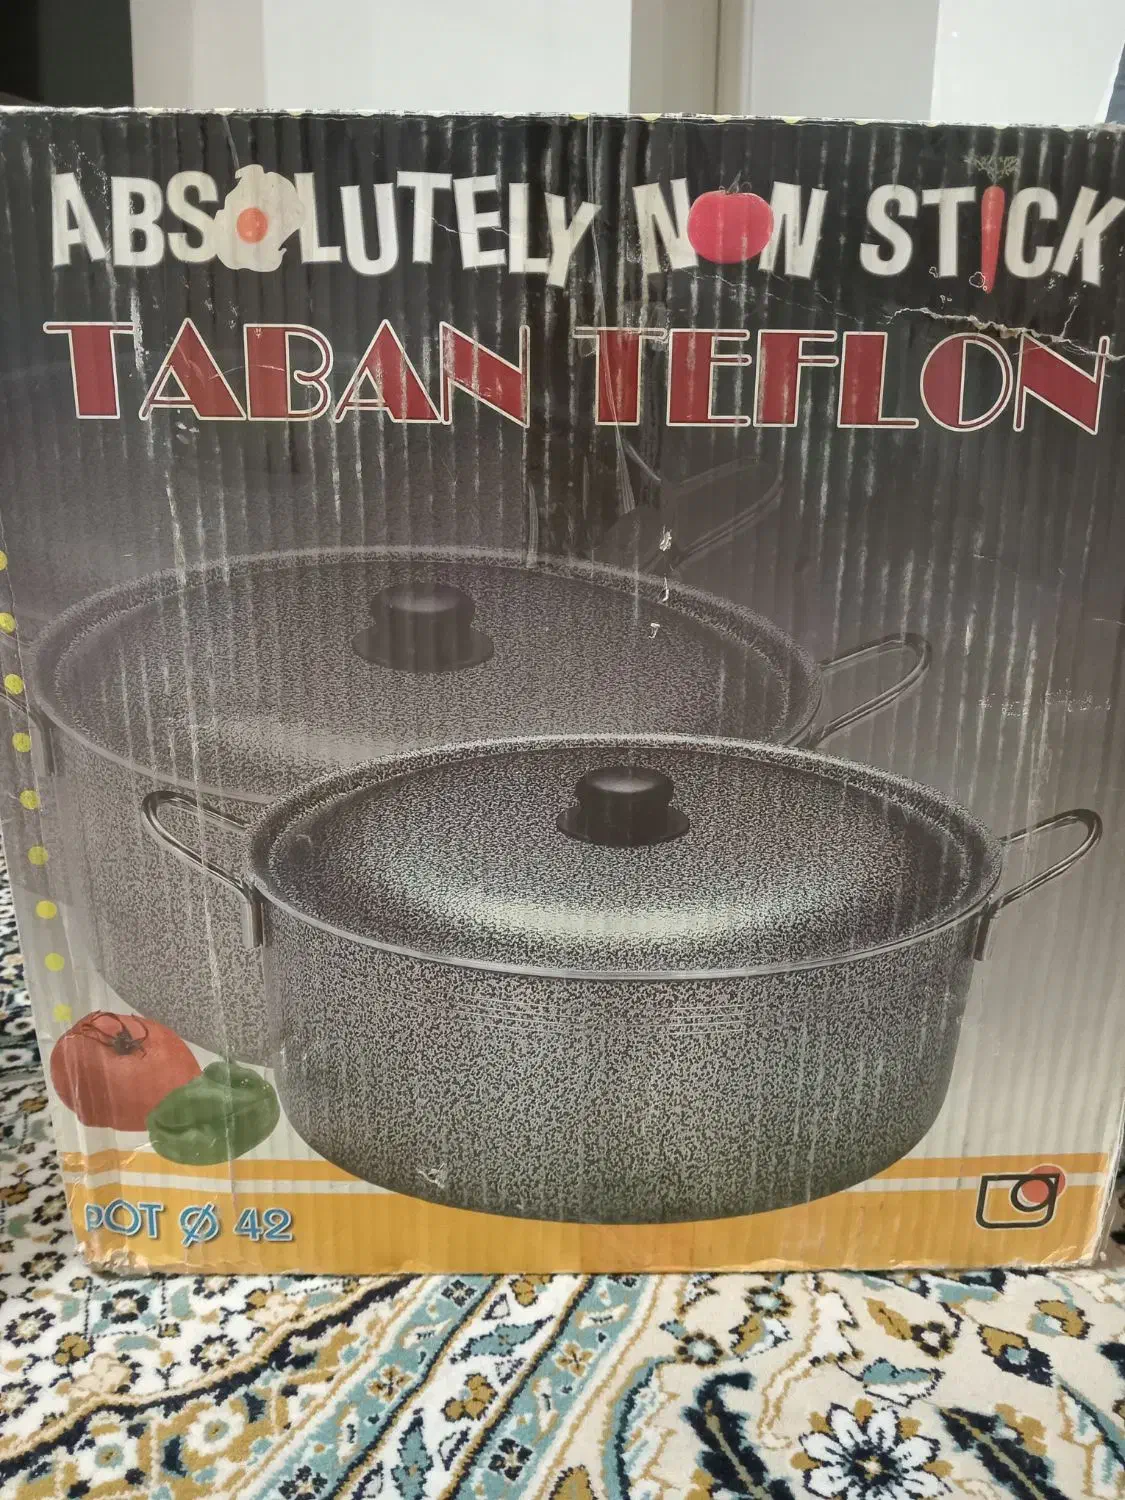 ABSOLUTELY NON STICK
TABAN TEFLON
POT Ø 42